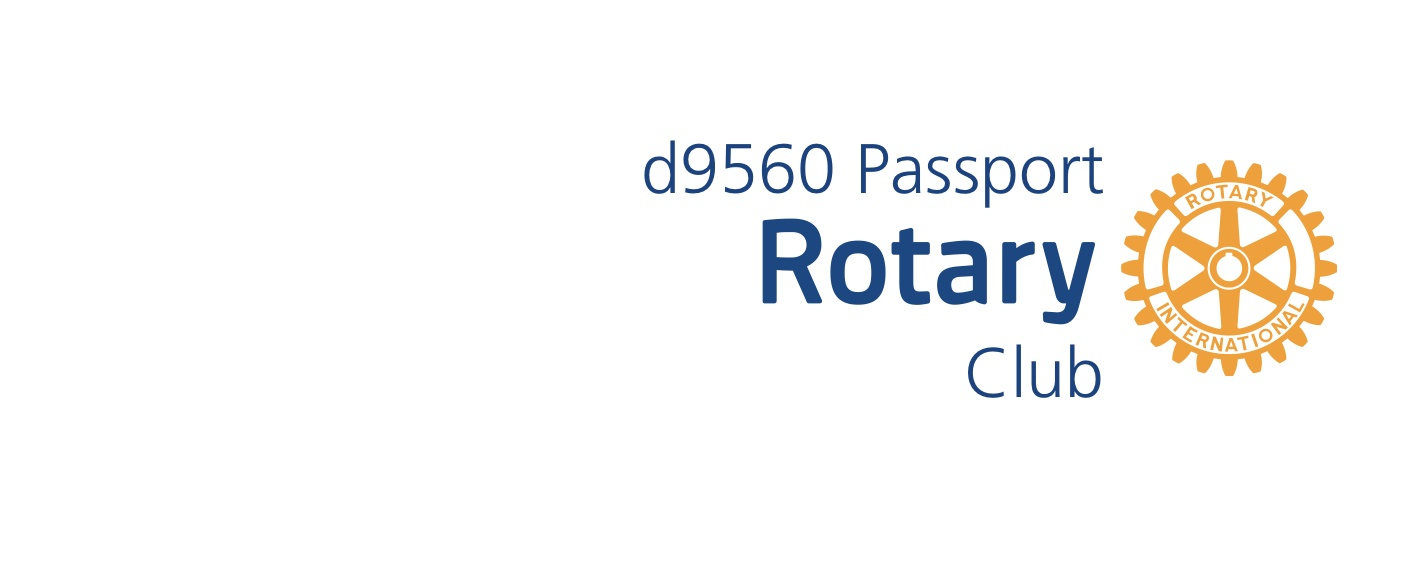 d9560 Passport
Rotary
Club
ROTARY
INTERNATIONAL